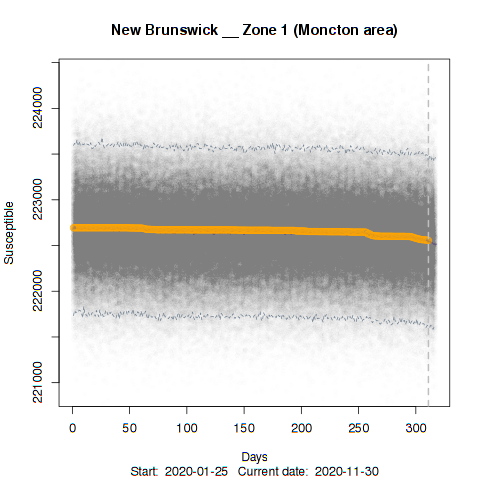 New Brunswick __ Zone 1 (Moncton area)
224000
223000
222000
221000
Susceptible
0 50 100 150 200 250 300
Days
Start: 2020-01-25 Current date: 2020-11-30